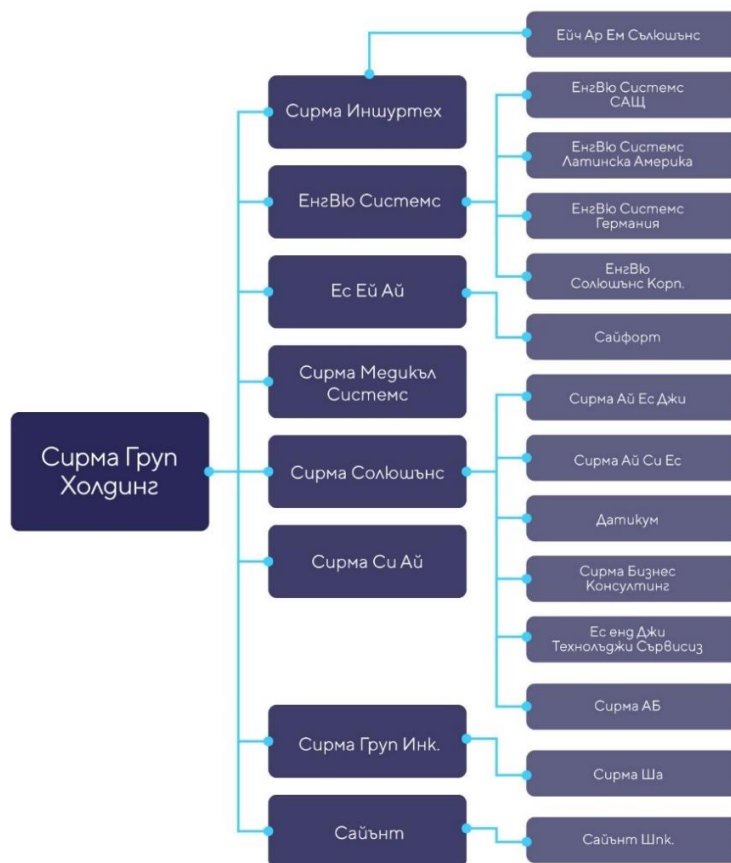 Ейч Ар Ем Сълюшънс
Сирма Иншуртех
ЕнгВю Системс
САЩ
ЕнгВю Системс
Латинска Америка
ЕнгВю Системс
ЕнгВю Системс
Германия
ЕнгВю
Солюшънс Корп.
Ес Ей Ай
Сайфорт
Сирма Медикъл
Системс
Сирма Ай Ес Джи
Сирма Груп
Холдинг
Сирма Солюшънс
Сирма Ай Си Ес
Датикум
Сирма Си Ай
Сирма Бизнес
Консултинг
Ес енд Джи
Технолъджи Сървисиз
Сирма АБ
Сирма Груп Инк.
Сирма Ша
Сайънт
Сайънт Шпк.